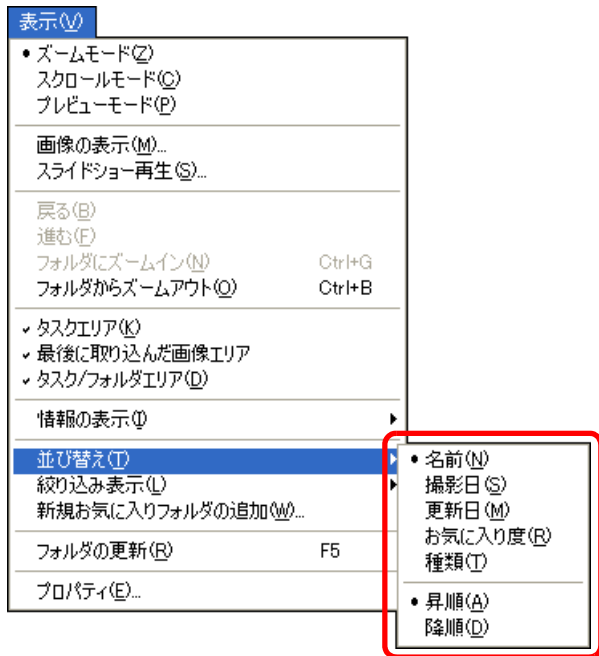 表示(V)
• ズームモード(Z)
スクロールモード(C)
プレビューモード(P)
画像の表示(M)...
スライドショー再生(S)...
戻る(B)
進む(F)
フォルダにズームイン(N) Ctrl+G
フォルダからズームアウト(O) Ctrl+B
✓ タスクエリア(K)
✓ 最後に取り込んだ画像エリア
✓ タスク/フォルダエリア(D)
情報の表示(I)
並び替え(T)
絞り込み表示(L)
新規お気に入りフォルダの追加(W)...
フォルダの更新(R) F5
プロパティ(E)...
• 名前(N)
撮影日(S)
更新日(M)
お気に入り度(R)
種類(T)
• 昇順(A)
降順(D)